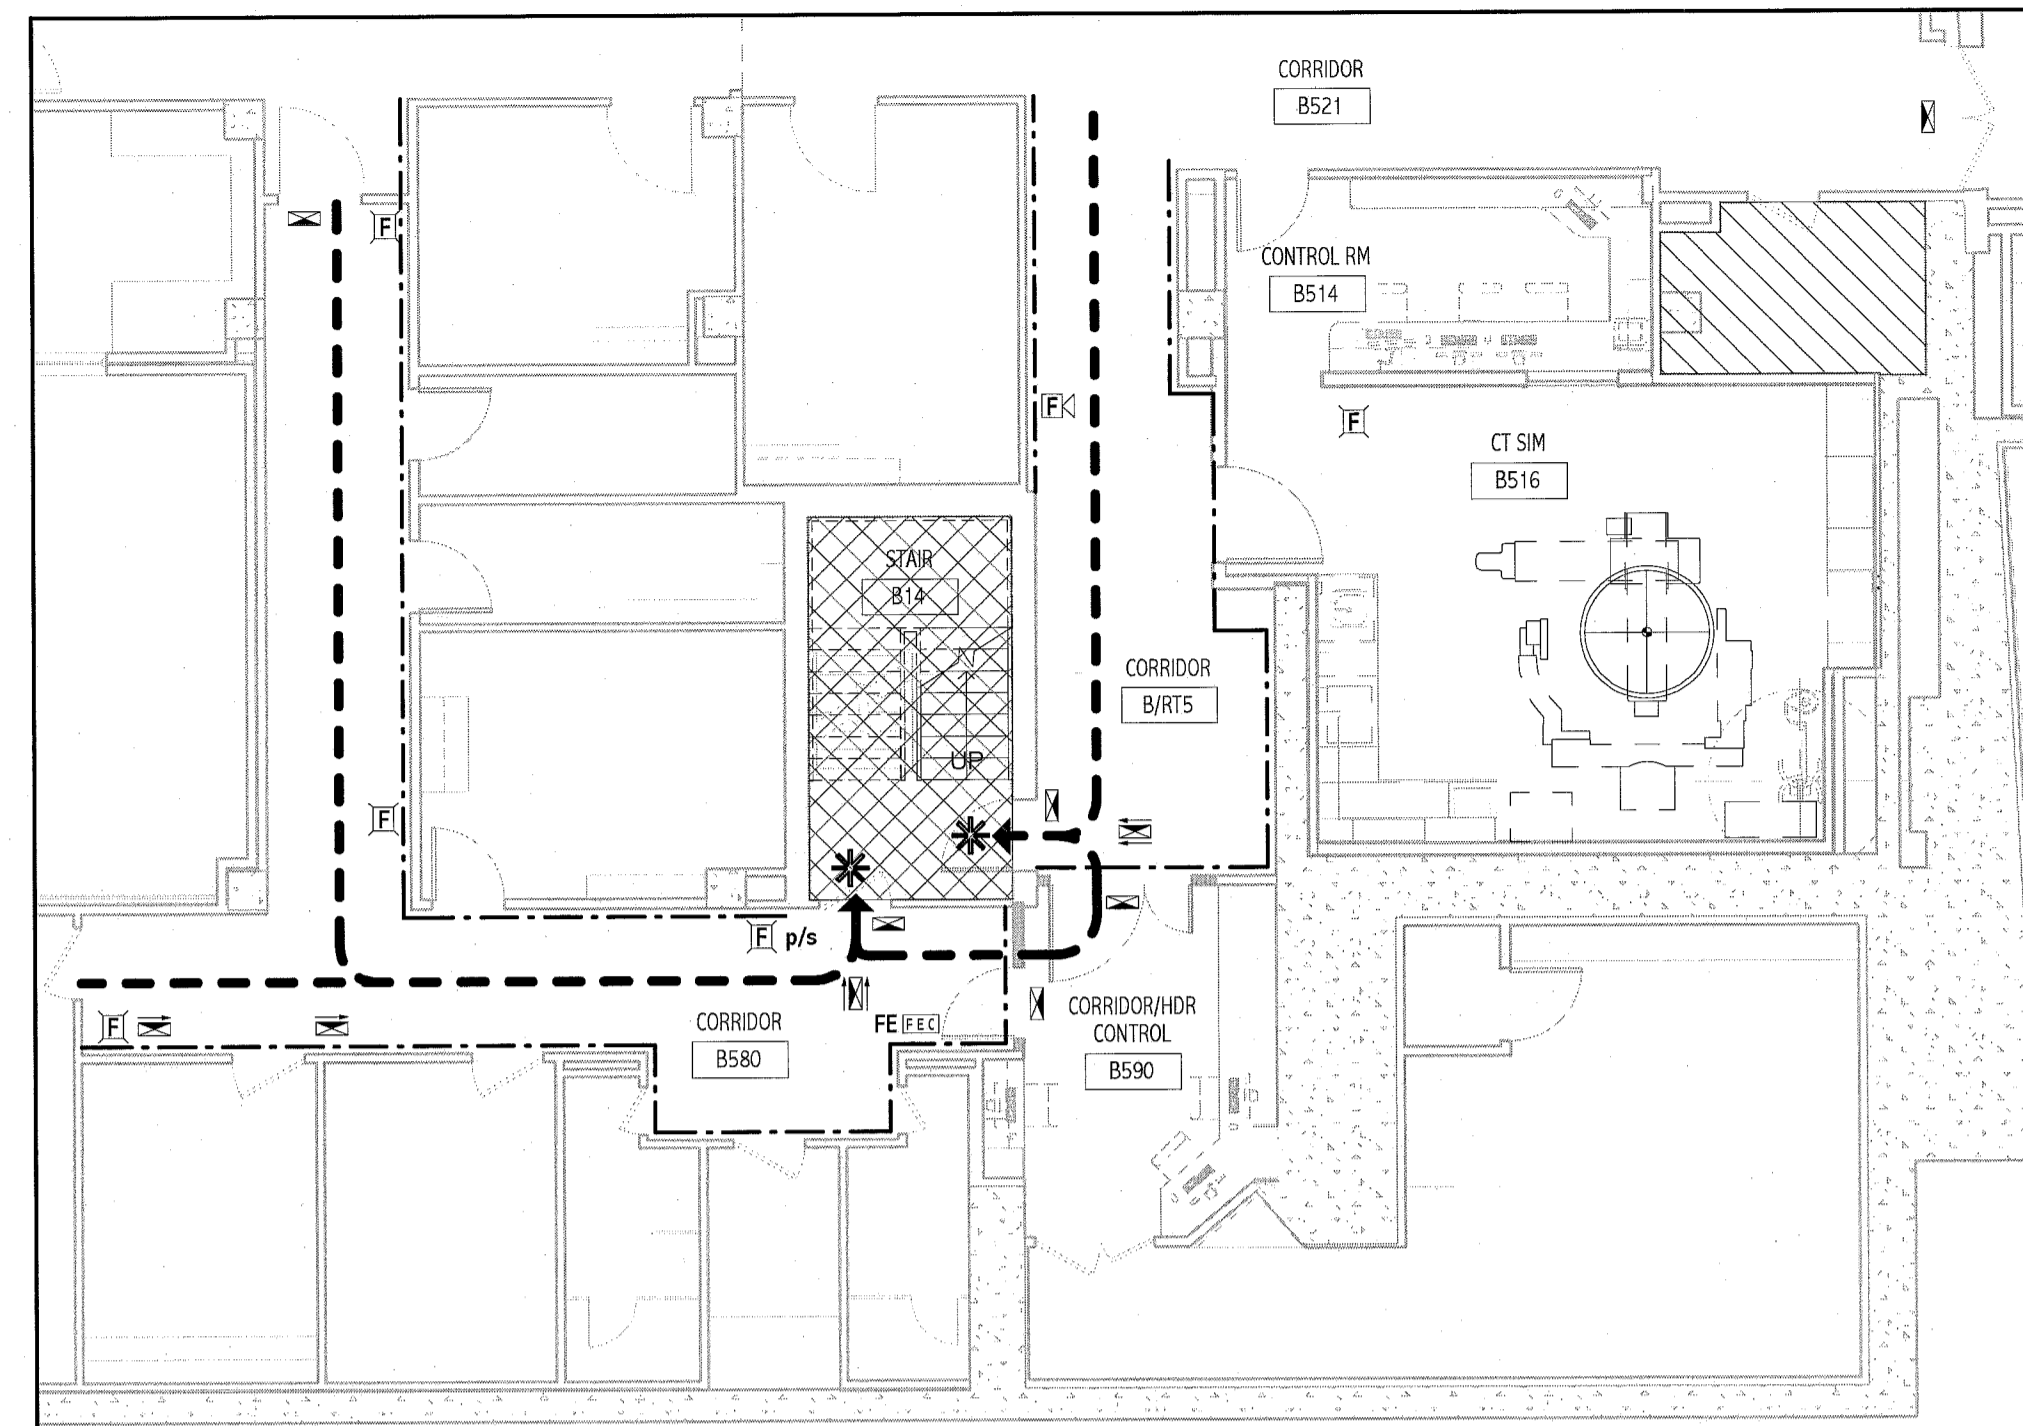 CORRIDOR
B521
F
CONTROL RM
B514
F
F
CT SIM
B516
STAIR
B14
CORRIDOR
B/RT5
UP
F
F p/s
CORRIDOR/HDR
CONTROL
B590
F
CORRIDOR
B580
FE FEC